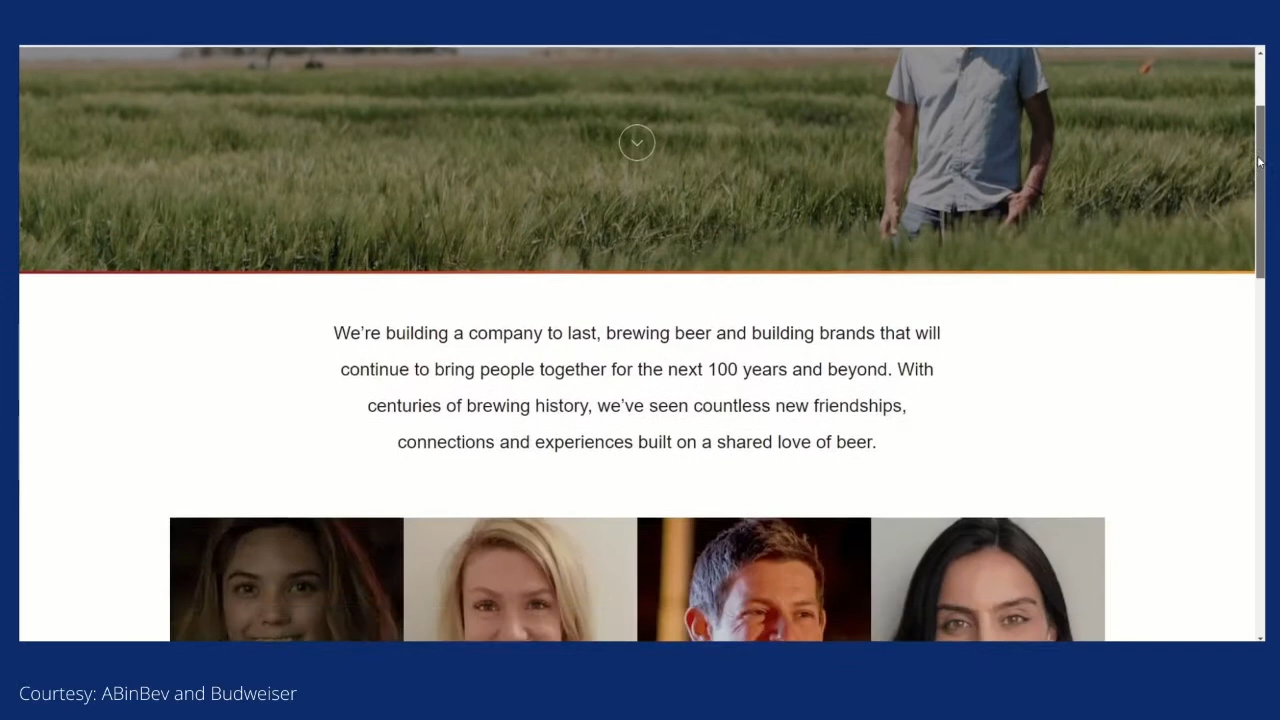 We’re building a company to last, brewing beer and building brands that will
continue to bring people together for the next 100 years and beyond. With
centuries of brewing history, we’ve seen countless new friendships,
connections and experiences built on a shared love of beer.
Courtesy: ABinBev and Budweiser